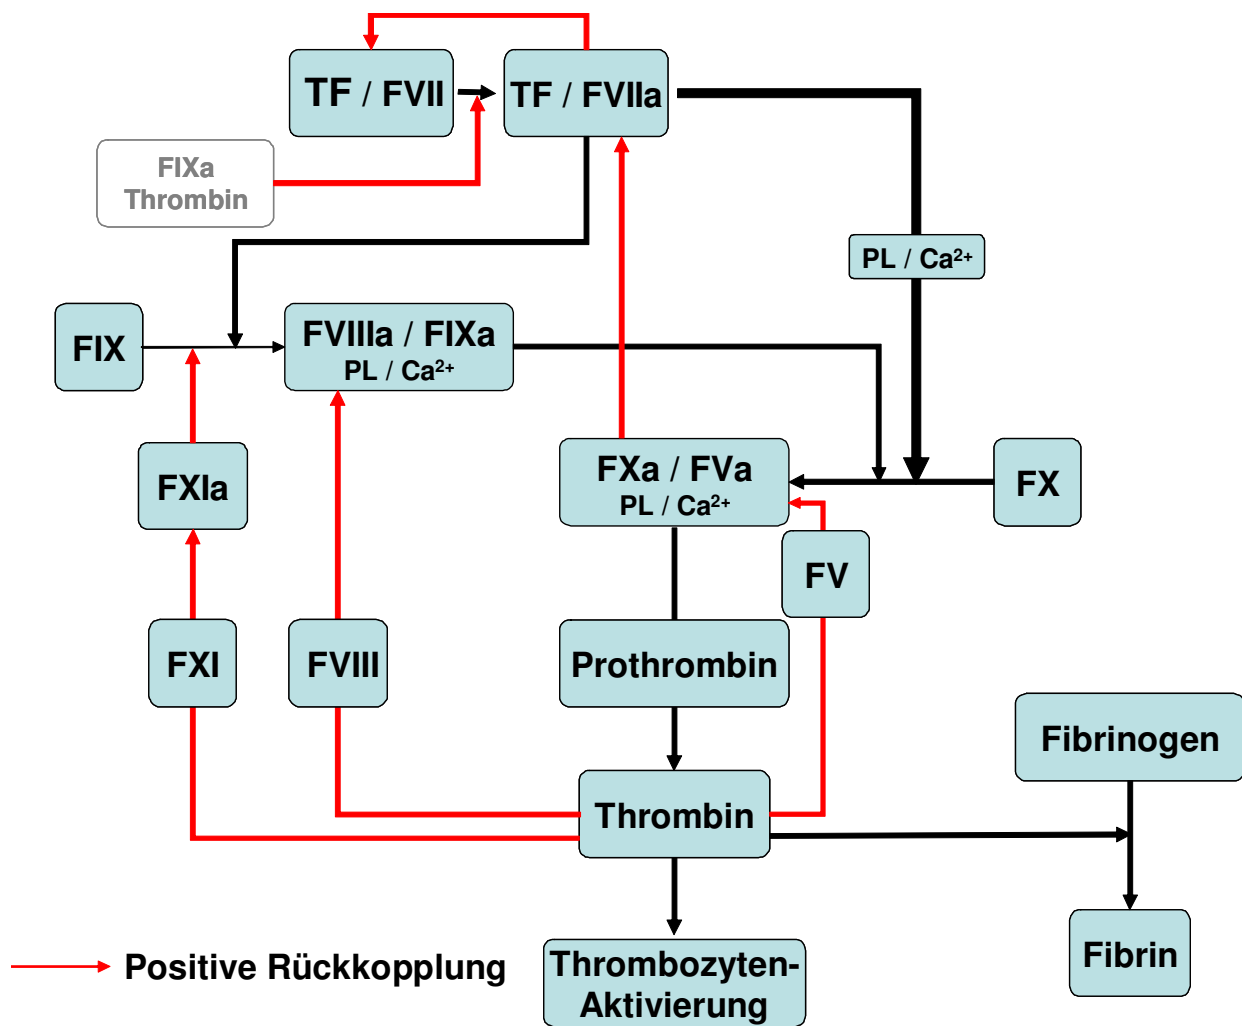 TF / FVII
TF / FVIIa
FIXa
Thrombin
PL / Ca²⁺
FIX
FVIIIa / FIXa
PL / Ca²⁺
FXIa
FXa / FVa
PL / Ca²⁺
FX
FV
FXI
FVIII
Prothrombin
Fibrinogen
Thrombin
Positive Rückkopplung
Thrombozyten-
Aktivierung
Fibrin